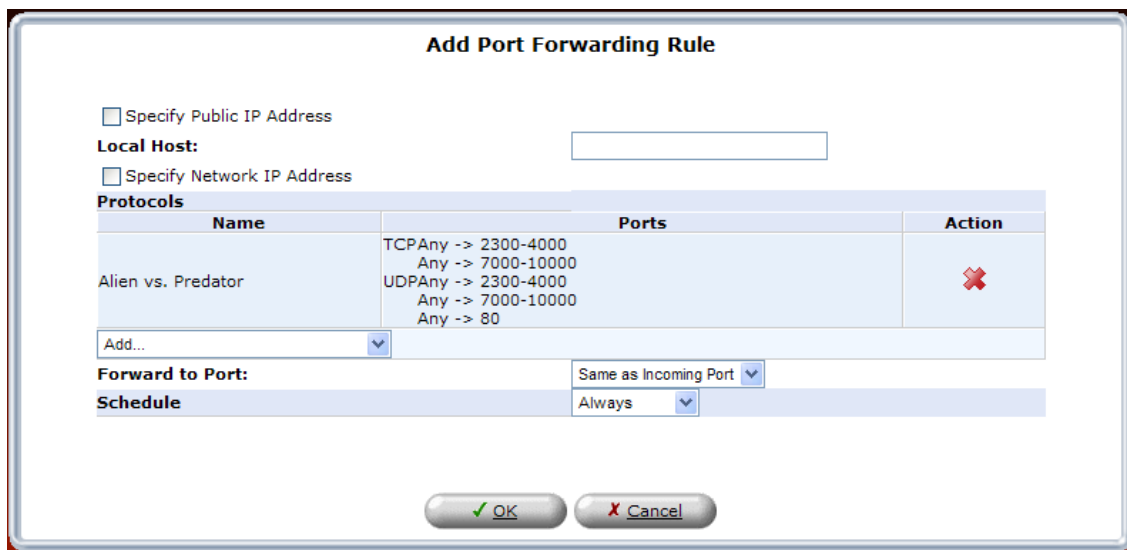 Add Port Forwarding Rule
Specify Public IP Address
Local Host:
Specify Network IP Address
Protocols
Name Ports Action
Alien vs. Predator
TCPAny -> 2300-4000
Any -> 7000-10000
UDPAny -> 2300-4000
Any -> 7000-10000
Any -> 80
Add...
Forward to Port: Same as Incoming Port
Schedule Always
OK Cancel